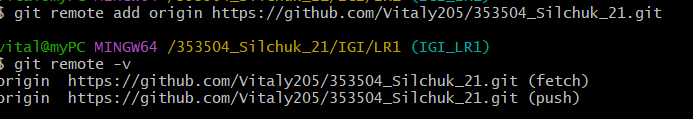 $ git remote add origin https://github.com/Vitaly205/353504_Silchuk_21.git
vital@myPC MINGW64 /353504_Silchuk_21/IGI/LR1 (IGI_LR1)
$ git remote -v
origin  https://github.com/Vitaly205/353504_Silchuk_21.git (fetch)
origin  https://github.com/Vitaly205/353504_Silchuk_21.git (push)